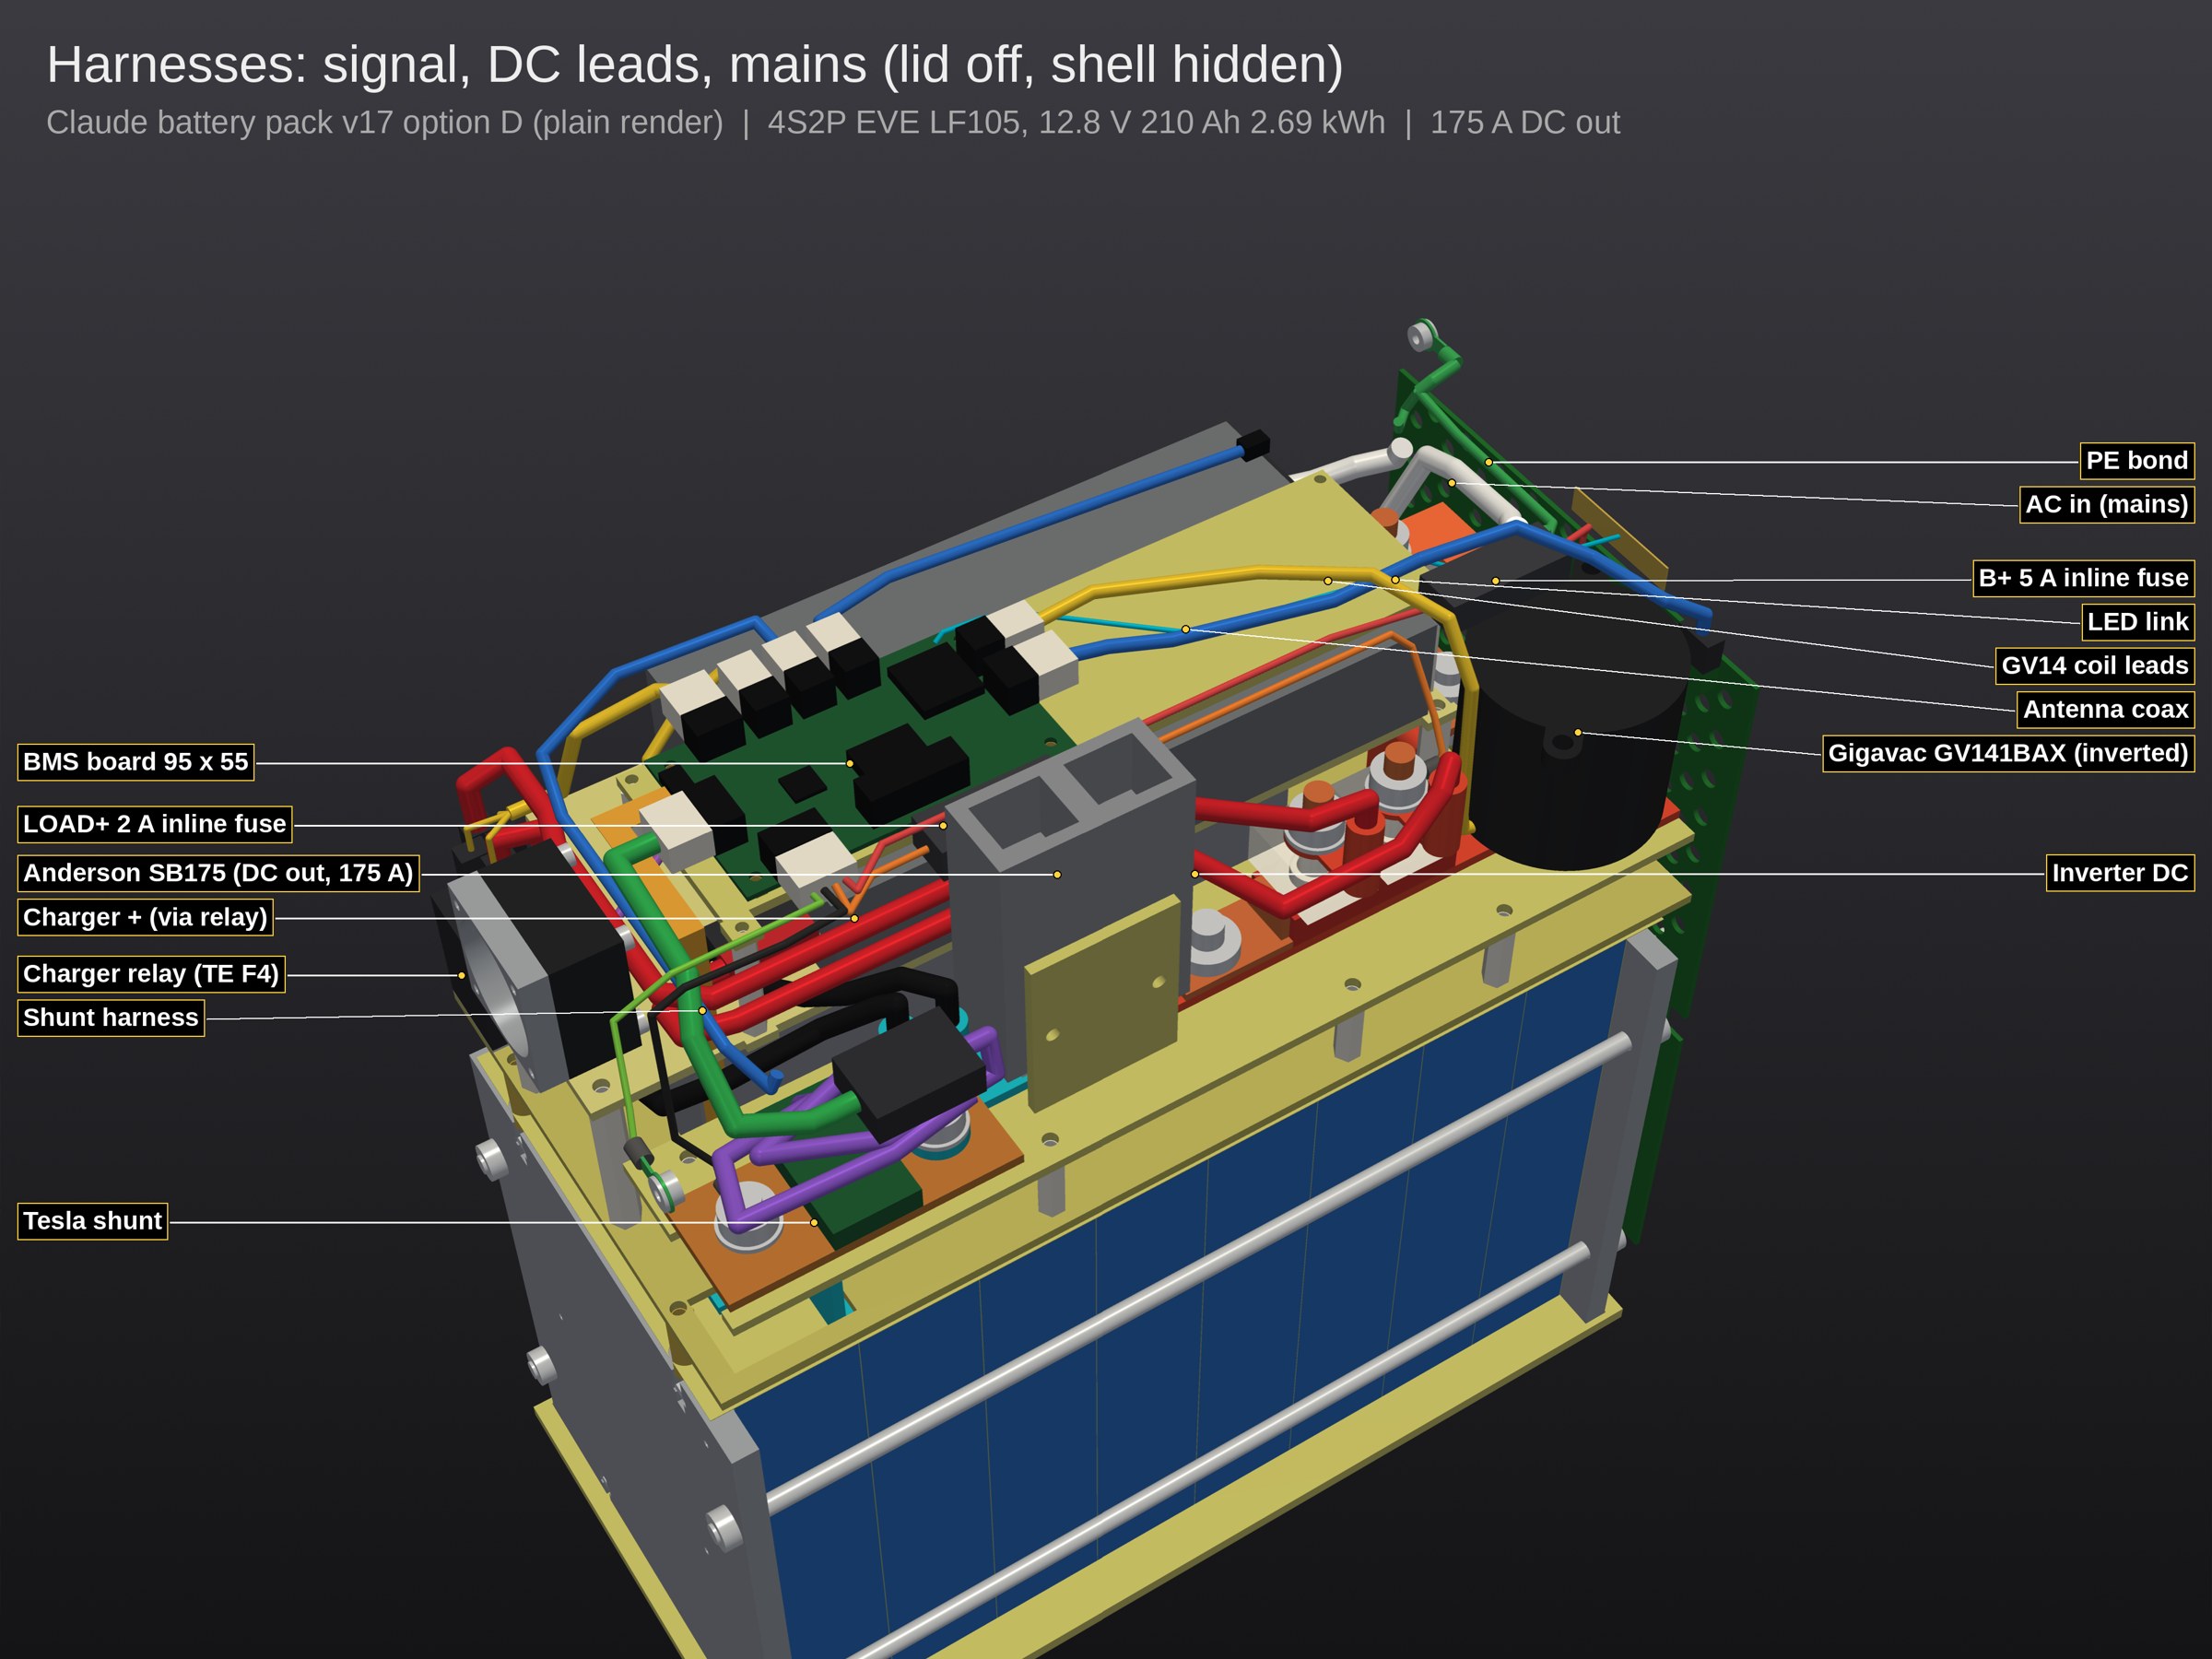 Harnesses: signal, DC leads, mains (lid off, shell hidden)
Claude battery pack v17 option D (plain render) | 4S2P EVE LF105, 12.8 V 210 Ah 2.69 kWh | 175 A DC out
PE bond
AC in (mains)
B+ 5 A inline fuse
LED link
GV14 coil leads
Antenna coax
Gigavac GV141BAX (inverted)
BMS board 95 x 55
LOAD+ 2 A inline fuse
Anderson SB175 (DC out, 175 A)
Inverter DC
Charger + (via relay)
Charger relay (TE F4)
Shunt harness
Tesla shunt